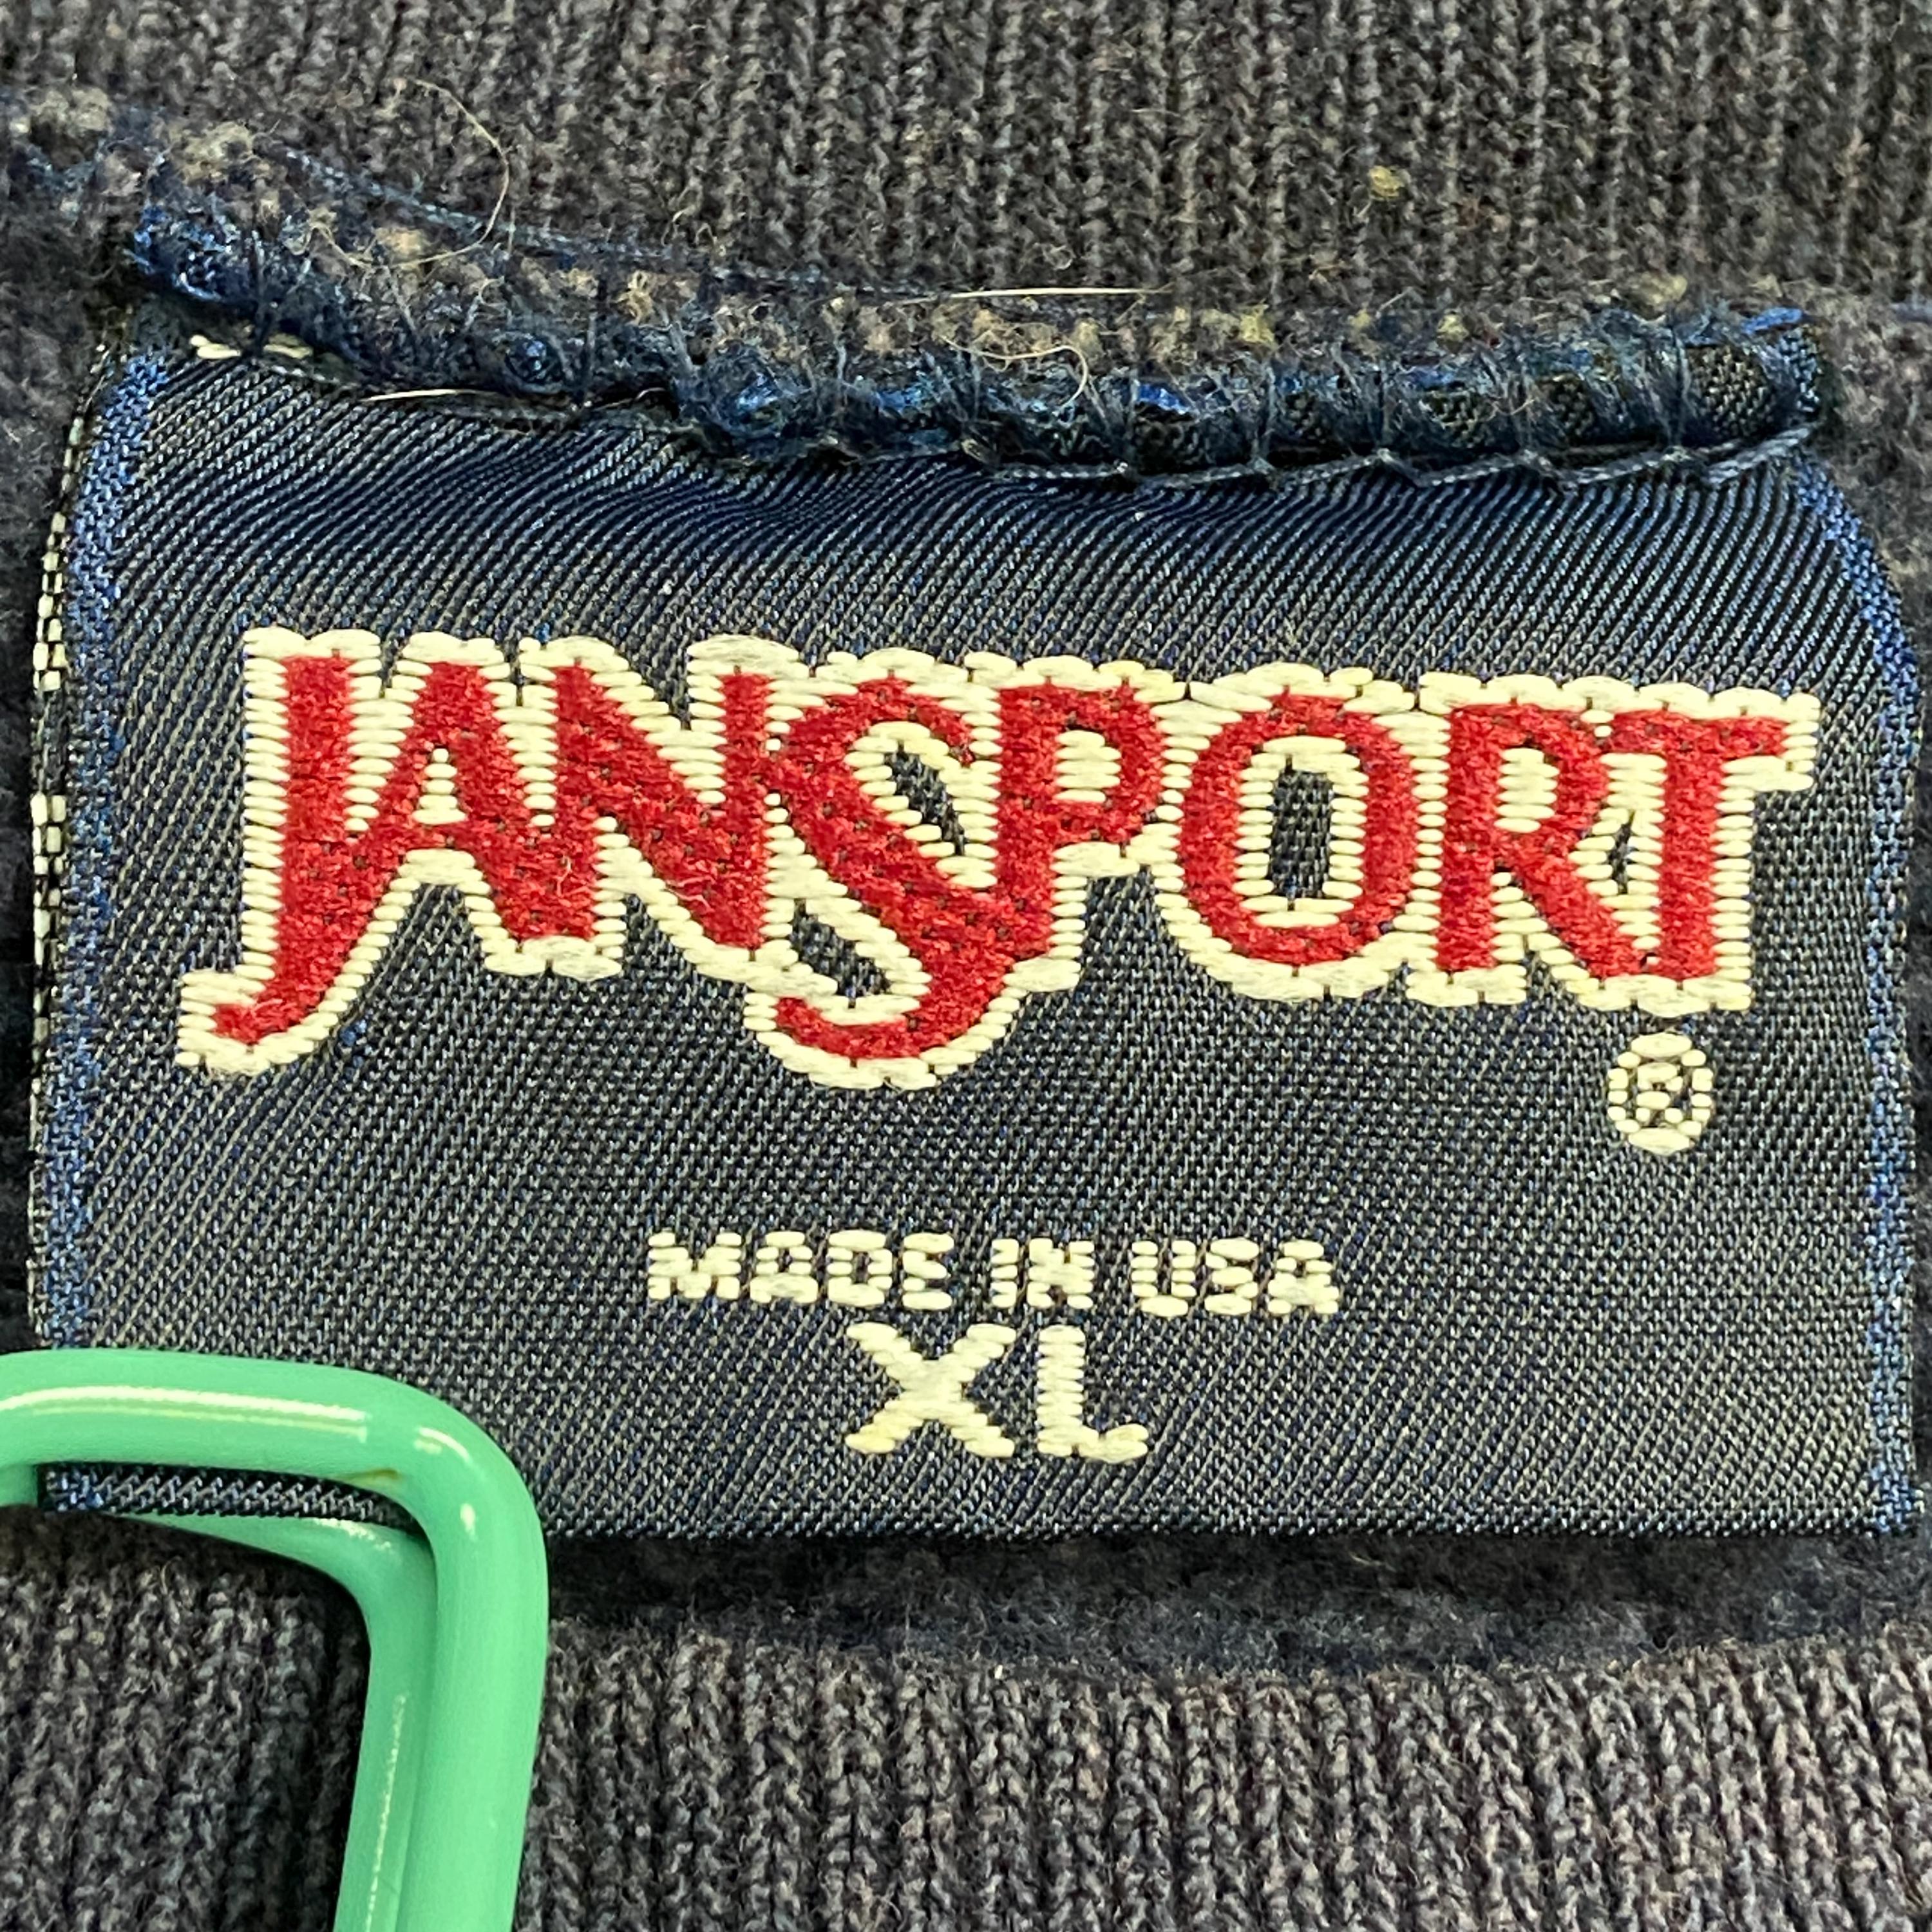 JANSPORT
®
MADE IN USA
XL